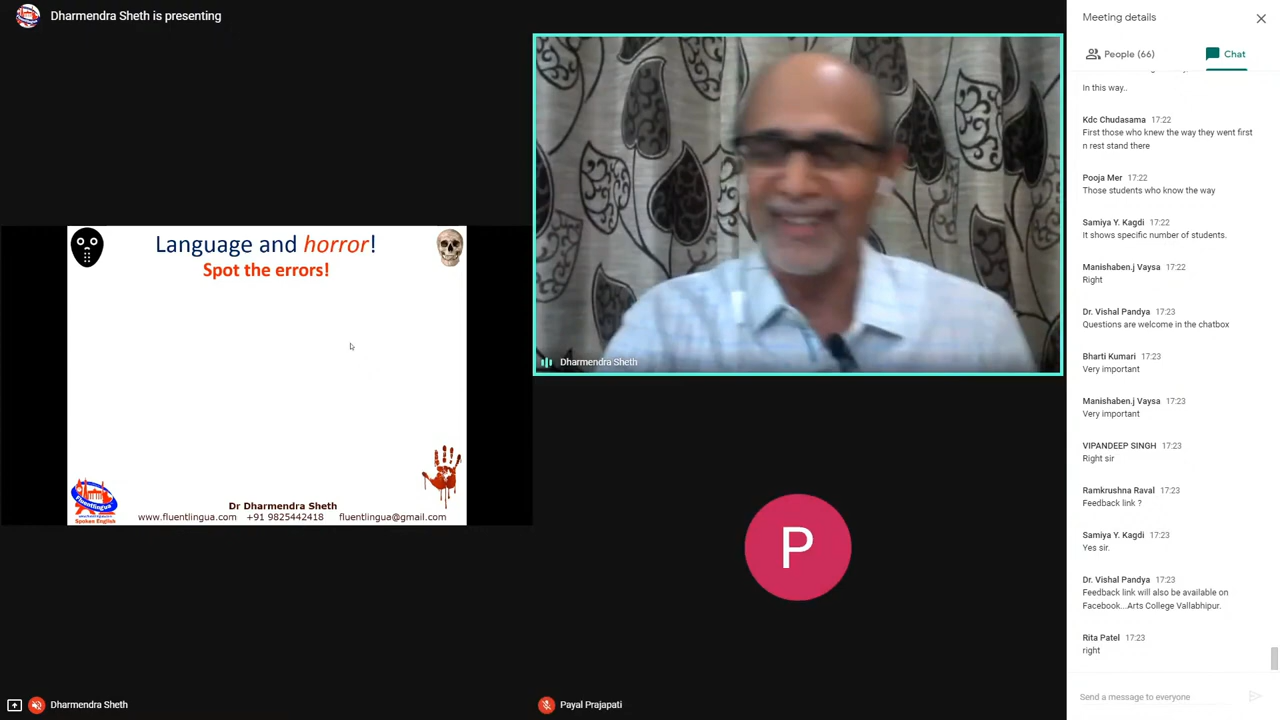 Dharmendra Sheth is presenting
Language and horror!
Spot the errors!
Fluentlingua
Spoken English
Dr Dharmendra Sheth
www.fluentlingua.com +91 9825442418 fluentlingua@gmail.com
Dharmendra Sheth
Dharmendra Sheth
P
Payal Prajapati
Meeting details
People (66)
Chat
In this way..
Kdc Chudasama 17:22
First those who knew the way they went first
n rest stand there
Pooja Mer 17:22
Those students who know the way
Samiya Y. Kagdi 17:22
It shows specific number of students.
Manishaben.j Vaysa 17:22
Right
Dr. Vishal Pandya 17:23
Questions are welcome in the chatbox
Bharti Kumari 17:23
Very important
Manishaben.j Vaysa 17:23
Very important
VIPANDEEP SINGH 17:23
Right sir
Ramkrushna Raval 17:23
Feedback link ?
Samiya Y. Kagdi 17:23
Yes sir.
Dr. Vishal Pandya 17:23
Feedback link will also be available on
Facebook...Arts College Vallabhipur.
Rita Patel 17:23
right
Send a message to everyone